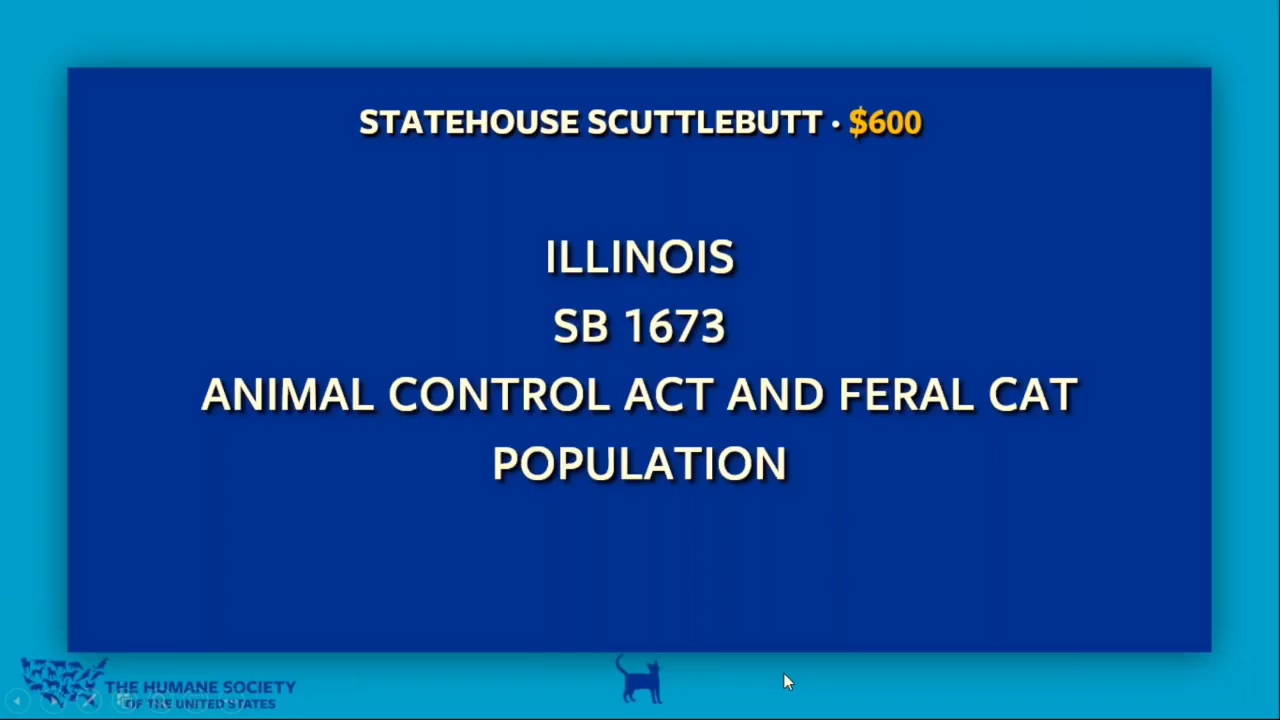 STATEHOUSE SCUTTLEBUTT · $600
ILLINOIS
SB 1673
ANIMAL CONTROL ACT AND FERAL CAT
POPULATION
THE HUMANE SOCIETY
OF THE UNITED STATES